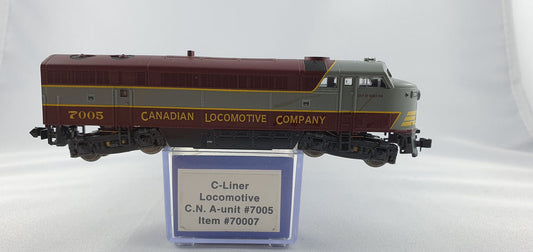 7005 CANADIAN LOCOMOTIVE COMPANY
C-Liner
Locomotive
C.N. A-unit #7005
Item #70007